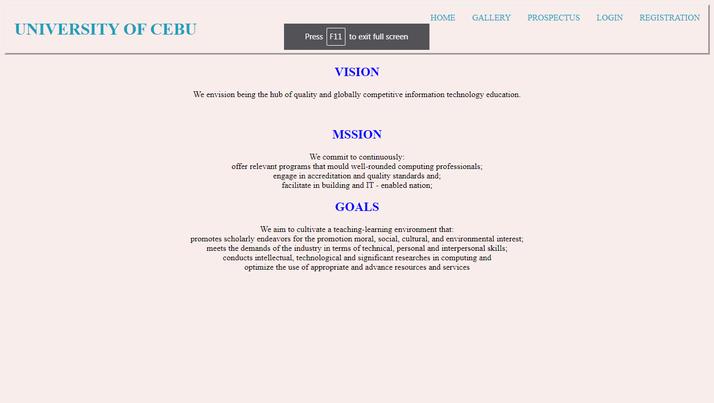 UNIVERSITY OF CEBU
HOME GALLERY PROSPECTUS LOGIN REGISTRATION
Press F11 to exit full screen
VISION
We envision being the hub of quality and globally competitive information technology education.
MSSION
We commit to continuously:
offer relevant programs that mould well-rounded computing professionals;
engage in accreditation and quality standards and;
facilitate in building and IT - enabled nation;
GOALS
We aim to cultivate a teaching-learning environment that:
promotes scholarly endeavors for the promotion moral, social, cultural, and environmental interest;
meets the demands of the industry in terms of technical, personal and interpersonal skills;
conducts intellectual, technological and significant researches in computing and
optimize the use of appropriate and advance resources and services